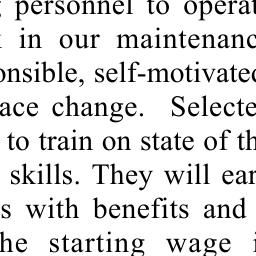 personnel to operat
in our maintenanc
onsible, self-motivated
ace change. Selecte
to train on state of th
skills. They will ear
s with benefits and
he starting wage i